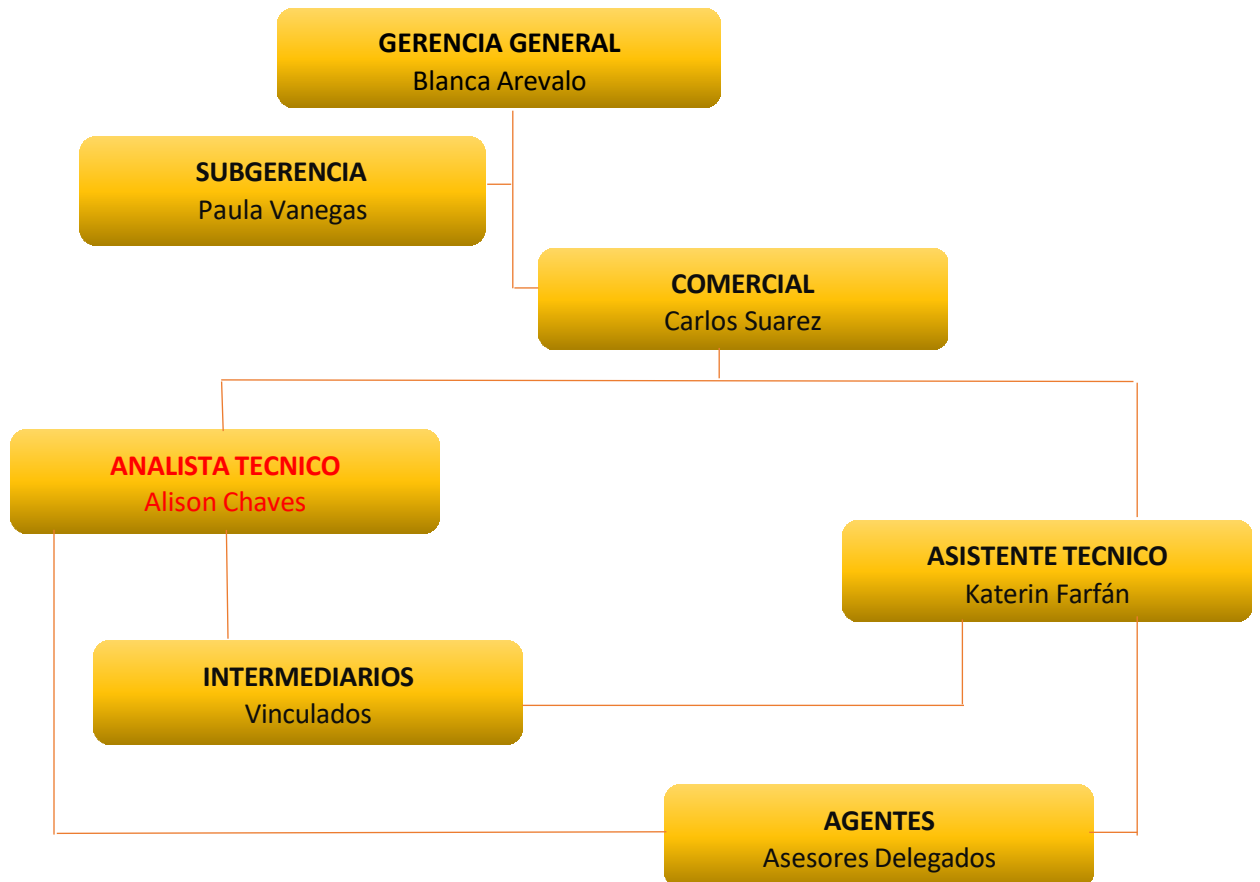 GERENCIA GENERAL
Blanca Arevalo
SUBGERENCIA
Paula Vanegas
COMERCIAL
Carlos Suarez
ANALISTA TECNICO
Alison Chaves
ASISTENTE TECNICO
Katerin Farfán
INTERMEDIARIOS
Vinculados
AGENTES
Asesores Delegados